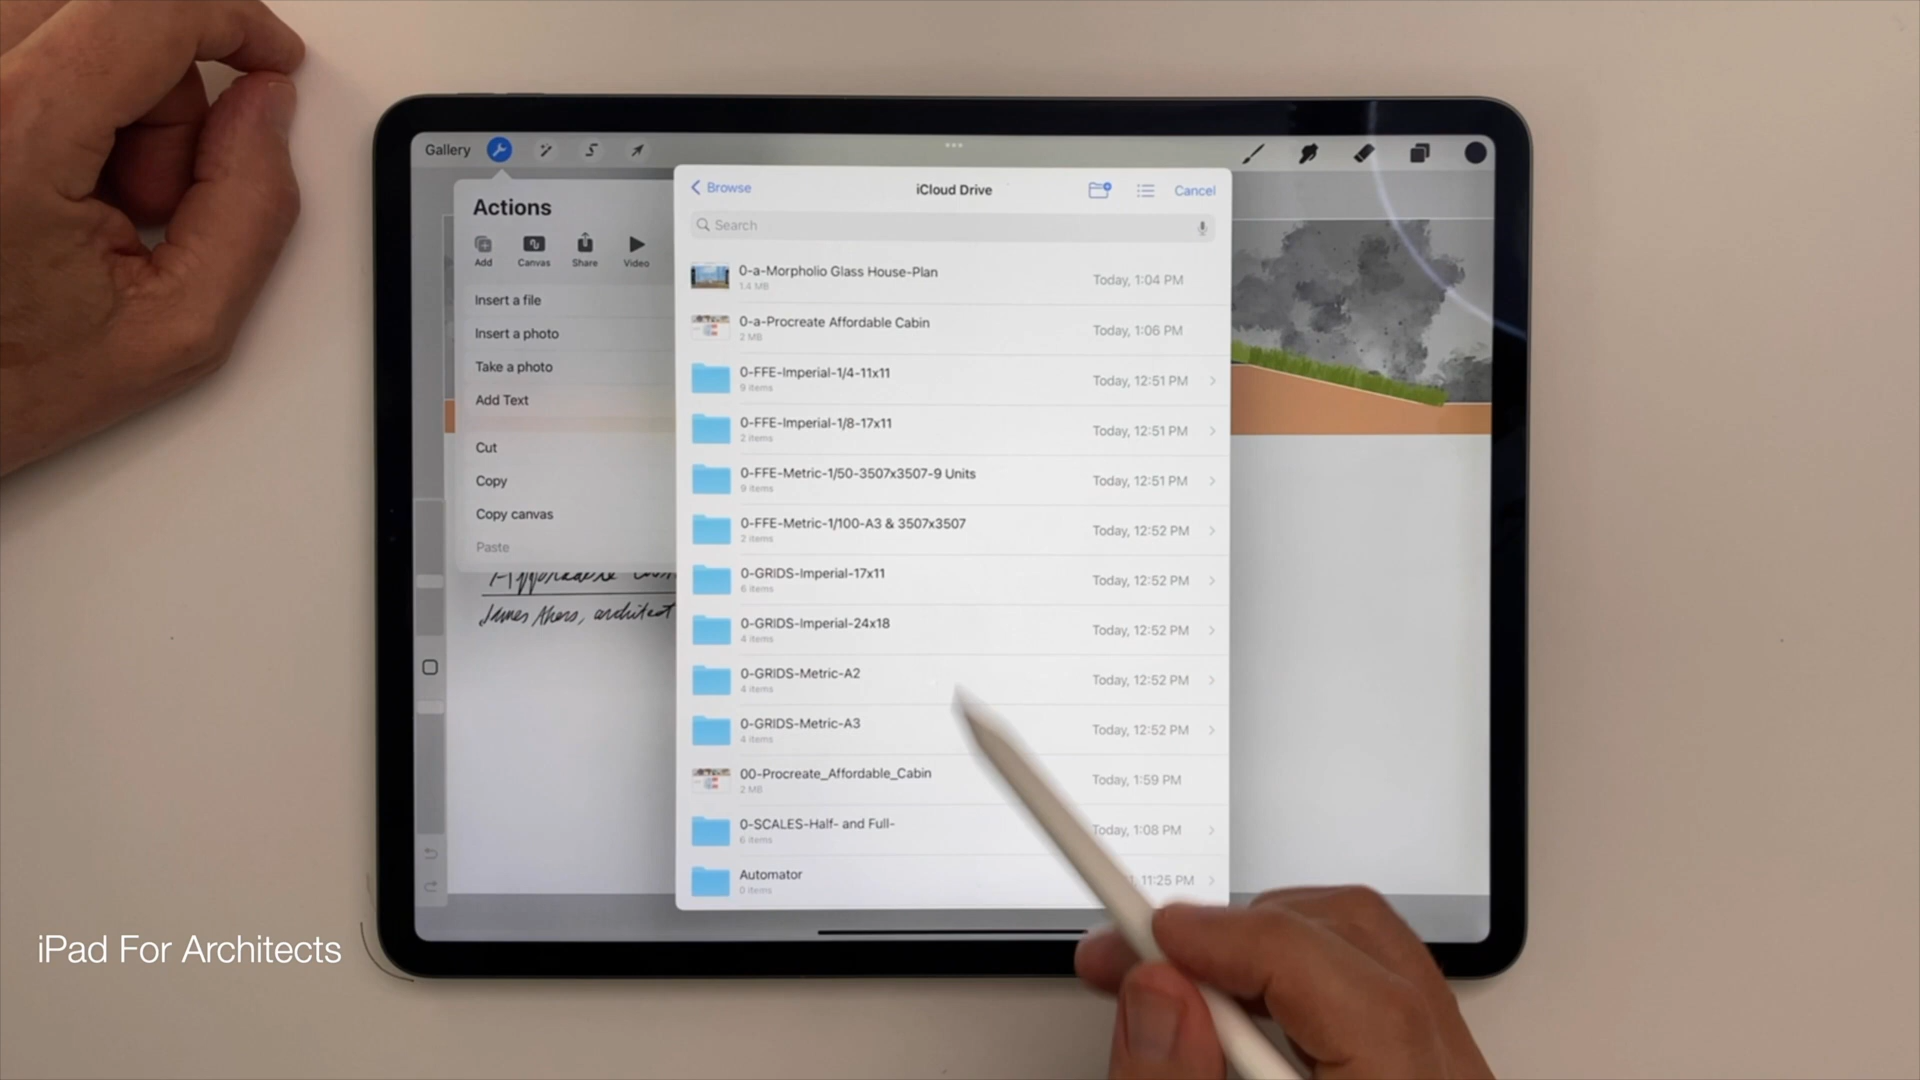 Gallery
Actions
Add
Canvas
Share
Video
Insert a file
Insert a photo
Take a photo
Add Text
Cut
Copy
Copy canvas
Paste
Affordable
James Akers, architect
Browse
iCloud Drive
Cancel
Search
0-a-Morpholio Glass House-Plan
1.4 MB
Today, 1:04 PM
0-a-Procreate Affordable Cabin
2 MB
Today, 1:06 PM
0-FFE-Imperial-1/4-11x11
9 items
Today, 12:51 PM
0-FFE-Imperial-1/8-17x11
2 items
Today, 12:51 PM
0-FFE-Metric-1/50-3507x3507-9 Units
9 items
Today, 12:51 PM
0-FFE-Metric-1/100-A3 & 3507x3507
2 items
Today, 12:52 PM
0-GRIDS-Imperial-17x11
6 items
Today, 12:52 PM
0-GRIDS-Imperial-24x18
4 items
Today, 12:52 PM
0-GRIDS-Metric-A2
4 items
Today, 12:52 PM
0-GRIDS-Metric-A3
4 items
Today, 12:52 PM
00-Procreate_Affordable_Cabin
2 MB
Today, 1:59 PM
0-SCALES-Half- and Full-
6 items
Today, 1:08 PM
Automator
0 items
11:25 PM
iPad For Architects